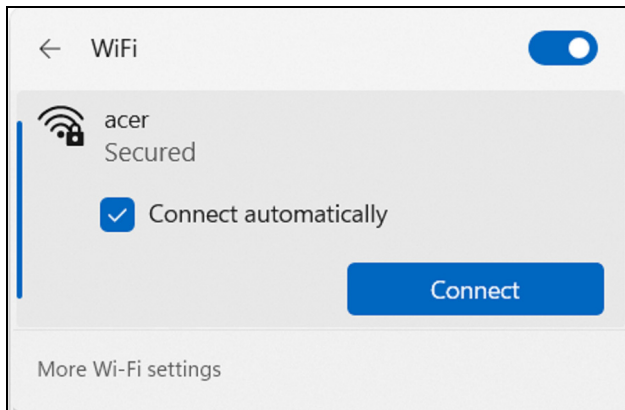 WiFi
acer
Secured
Connect automatically
Connect
More Wi-Fi settings